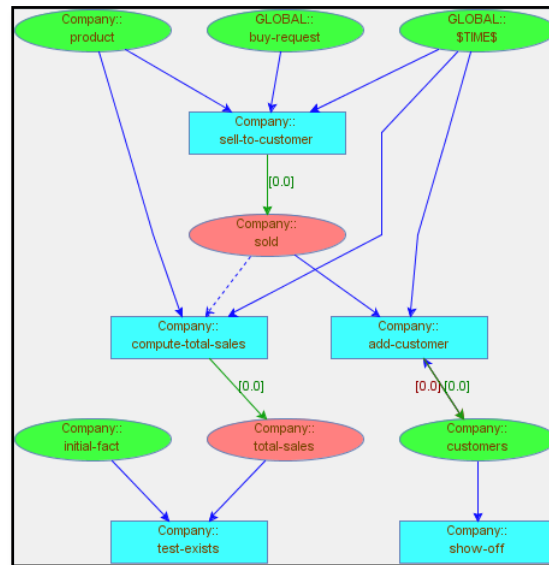 Company::
product
GLOBAL::
buy-request
GLOBAL::
$TIME$
Company::
sell-to-customer
[0.0]
Company::
sold
Company::
compute-total-sales
Company::
add-customer
[0.0]
[0.0]
[0.0]
Company::
initial-fact
Company::
total-sales
Company::
customers
Company::
test-exists
Company::
show-off